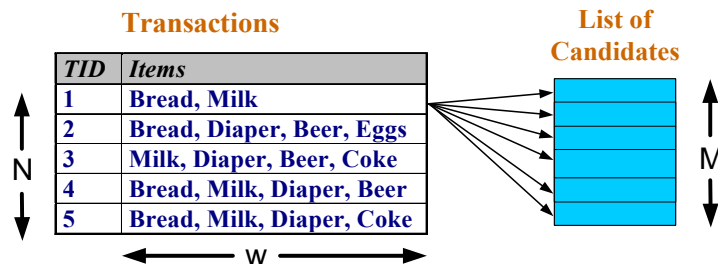 Transactions
List of
Candidates
TID Items
1 Bread, Milk
2 Bread, Diaper, Beer, Eggs
3 Milk, Diaper, Beer, Coke
4 Bread, Milk, Diaper, Beer
5 Bread, Milk, Diaper, Coke
N
M
w